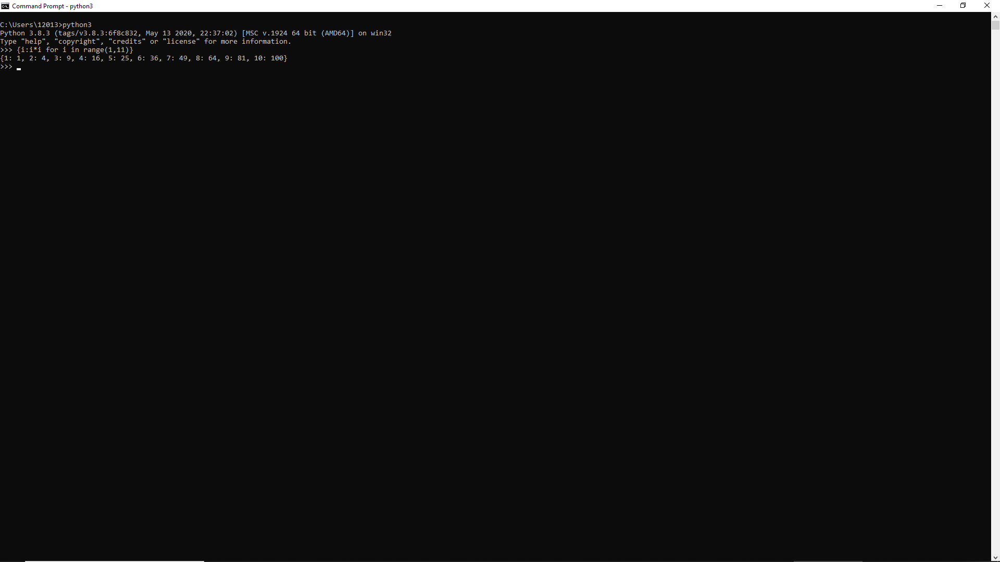 Command Prompt - python3
C:\Users\12013>python3
Python 3.8.3 (tags/v3.8.3:6f8c832, May 13 2020, 22:37:02) [MSC v.1924 64 bit (AMD64)] on win32
Type "help", "copyright", "credits" or "license" for more information.
>>> {i:i*i for i in range(1,11)}
{1: 1, 2: 4, 3: 9, 4: 16, 5: 25, 6: 36, 7: 49, 8: 64, 9: 81, 10: 100}
>>>